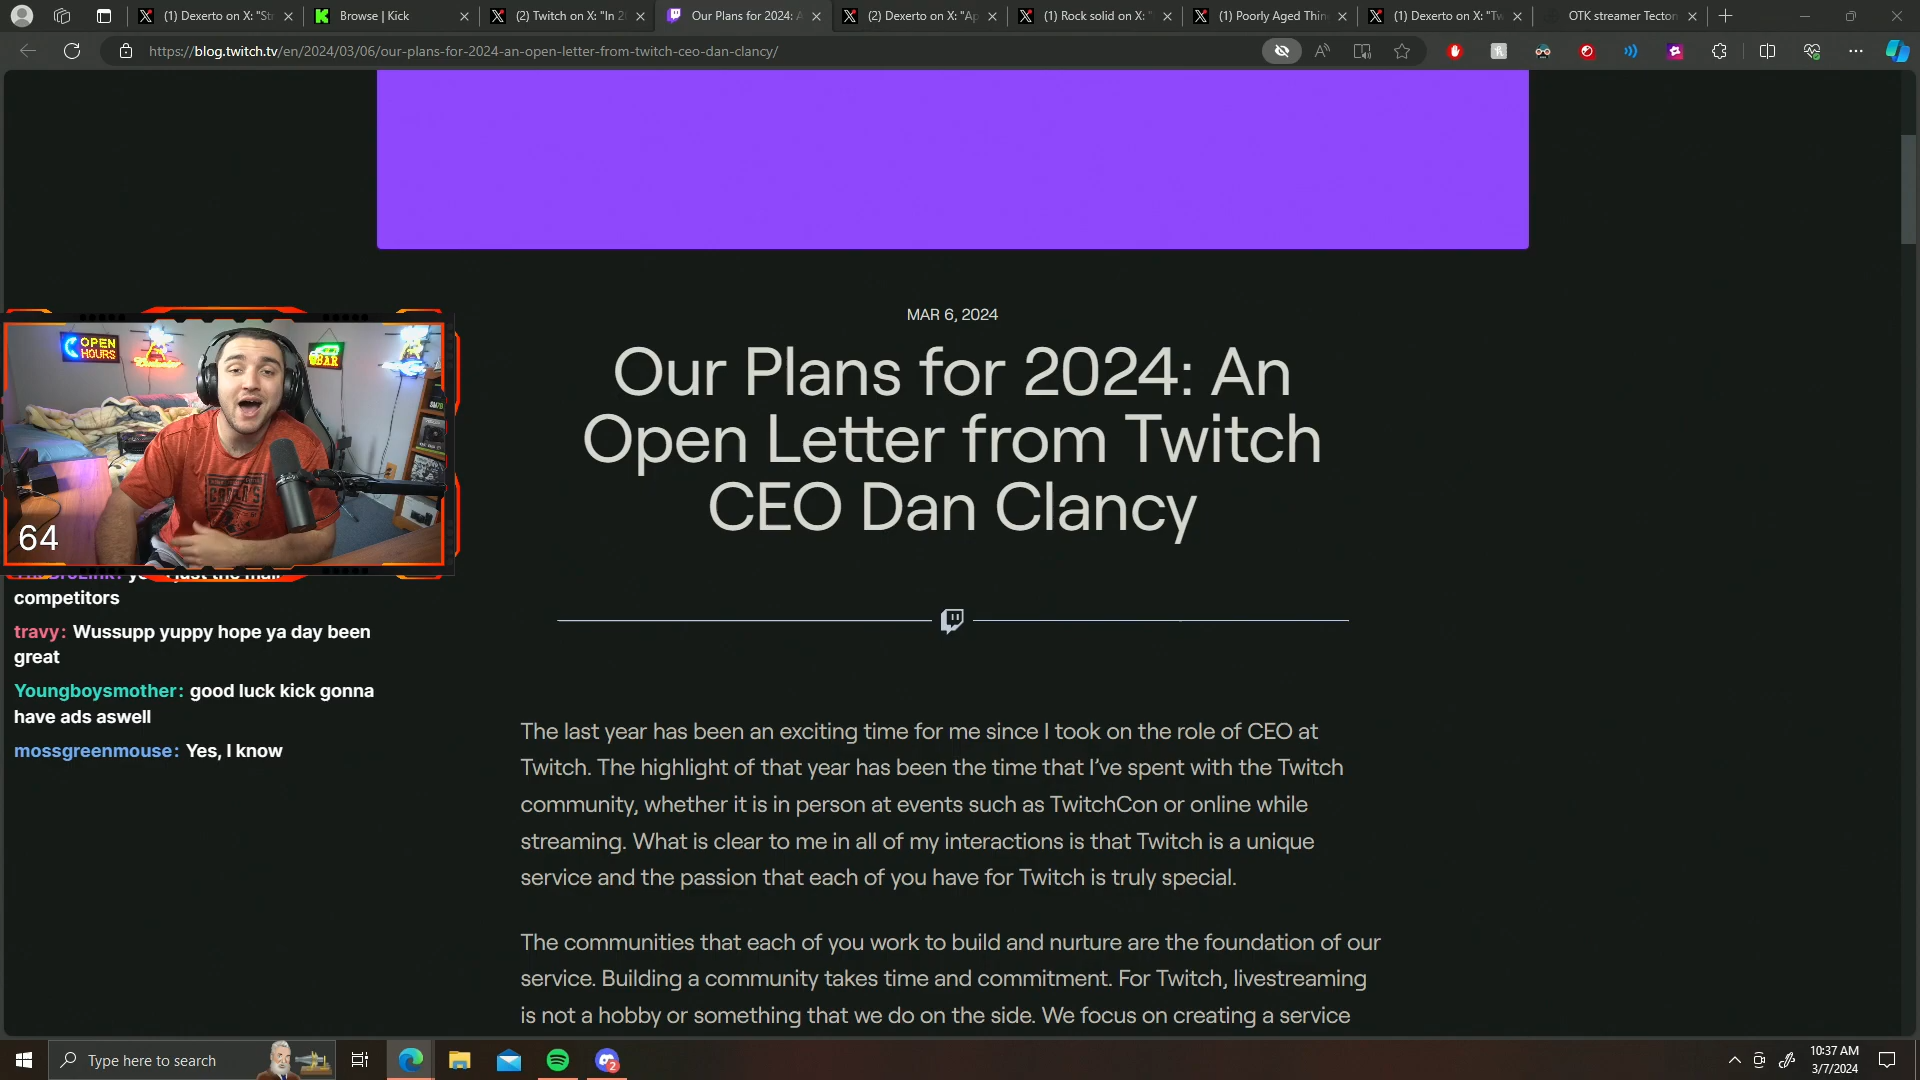 (1) Dexerto on X: "St
Browse | Kick
(2) Twitch on X: "In 2
Our Plans for 2024: A
(2) Dexerto on X: "Ap
(1) Rock solid on X: "
(1) Poorly Aged Thin
(1) Dexerto on X: "Tw
OTK streamer Tecton
https://blog.twitch.tv/en/2024/03/06/our-plans-for-2024-an-open-letter-from-twitch-ceo-dan-clancy/
MAR 6, 2024
Our Plans for 2024: An
Open Letter from Twitch
CEO Dan Clancy
OPEN
HOURS
BAR
64
competitors
travy: Wussupp yuppy hope ya day been
great
Youngboysmother: good luck kick gonna
have ads aswell
mossgreenmouse: Yes, I know
The last year has been an exciting time for me since I took on the role of CEO at
Twitch. The highlight of that year has been the time that I've spent with the Twitch
community, whether it is in person at events such as TwitchCon or online while
streaming. What is clear to me in all of my interactions is that Twitch is a unique
service and the passion that each of you have for Twitch is truly special.
The communities that each of you work to build and nurture are the foundation of our
service. Building a community takes time and commitment. For Twitch, livestreaming
is not a hobby or something that we do on the side. We focus on creating a service
Type here to search
2
10:37 AM
3/7/2024